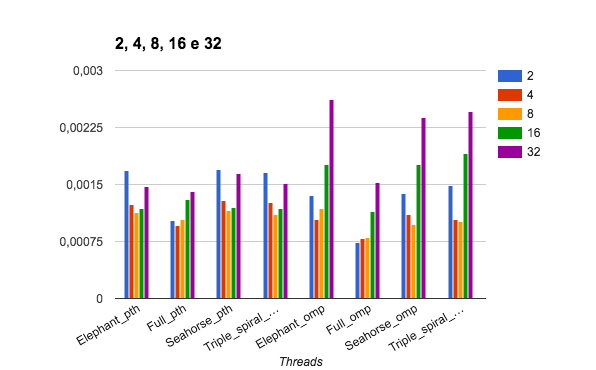 2, 4, 8, 16 e 32
0,003
0,00225
0,0015
0,00075
0
2
4
8
16
32
Elephant_pth
Full_pth
Seahorse_pth
Triple_spiral_…
Elephant_omp
Full_omp
Seahorse_omp
Triple_spiral_…
Threads